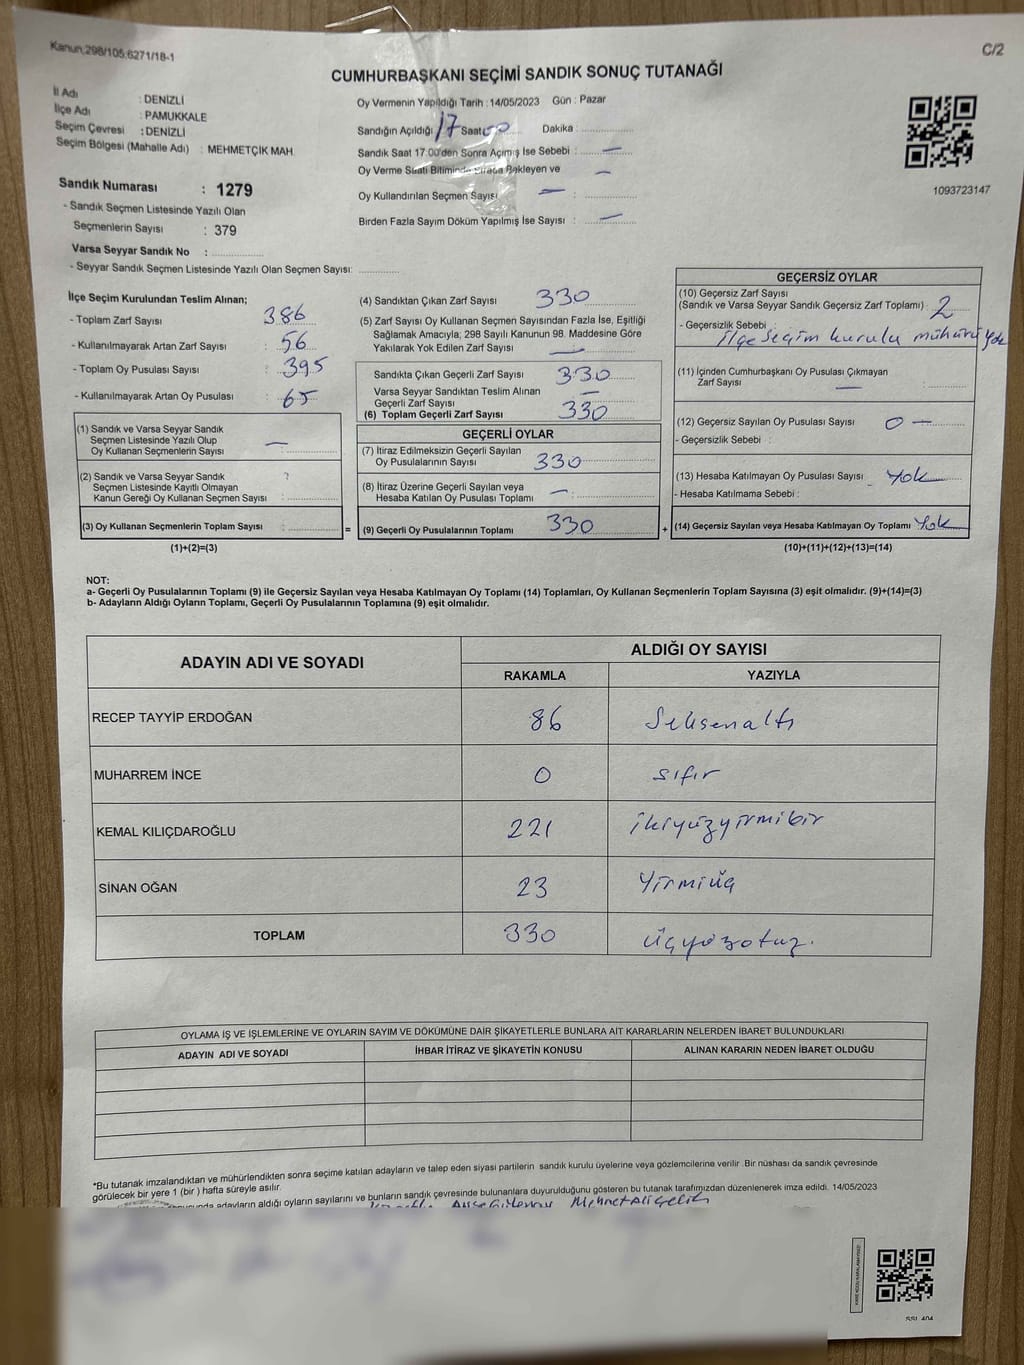 Kanun;298/105;6271/18-1
C/2
CUMHURBAŞKANI SEÇİMİ SANDIK SONUÇ TUTANAĞI
İl Adı : DENİZLİ
İlçe Adı : PAMUKKALE
Seçim Çevresi : DENİZLİ
Seçim Bölgesi (Mahalle Adı) : MEHMETÇİK MAH.
Sandık Numarası : 1279
- Sandık Seçmen Listesinde Yazılı Olan
Seçmenlerin Sayısı : 379
Varsa Seyyar Sandık No :
- Seyyar Sandık Seçmen Listesinde Yazılı Olan Seçmen Sayısı:
Oy Vermenin Yapıldığı Tarih : 14/05/2023 Gün : Pazar
Sandığın Açıldığı 17 Saat 00 Dakika
Sandık Saat 17.00'den Sonra Açımış İse Sebebi : —
Oy Verme Süati Bitiminde Sırada Bekleyen ve —
Oy Kullandırılan Seçmen Sayısı — :
Birden Fazla Sayım Döküm Yapılmış İse Sayısı : —
1093723147
İlçe Seçim Kurulundan Teslim Alınan;
- Toplam Zarf Sayısı : 386
- Kullanılmayarak Artan Zarf Sayısı : 56
- Toplam Oy Pusulası Sayısı : 395
- Kullanılmayarak Artan Oy Pusulası : 65
(1) Sandık ve Varsa Seyyar Sandık
Seçmen Listesinde Yazılı Olup
Oy Kullanan Seçmenlerin Sayısı : —
(2) Sandık ve Varsa Seyyar Sandık ?
Seçmen Listesinde Kayıtlı Olmayan
Kanun Gereği Oy Kullanan Seçmen Sayısı :
(3) Oy Kullanan Seçmenlerin Toplam Sayısı :
(1)+(2)=(3)
(4) Sandıktan Çıkan Zarf Sayısı 330
(5) Zarf Sayısı Oy Kullanan Seçmen Sayısından Fazla İse, Eşitliği
Sağlamak Amacıyla; 298 Sayılı Kanunun 98. Maddesine Göre
Yakılarak Yok Edilen Zarf Sayısı —
Sandıkta Çıkan Geçerli Zarf Sayısı 330
Varsa Seyyar Sandıktan Teslim Alınan —
Geçerli Zarf Sayısı
(6) Toplam Geçerli Zarf Sayısı 330
GEÇERLİ OYLAR
(7) İtiraz Edilmeksizin Geçerli Sayılan
Oy Pusulalarının Sayısı 330
(8) İtiraz Üzerine Geçerli Sayılan veya
Hesaba Katılan Oy Pusulası Toplamı —
= (9) Geçerli Oy Pusulalarının Toplamı 330
GEÇERSİZ OYLAR
(10) Geçersiz Zarf Sayısı
(Sandık ve Varsa Seyyar Sandık Geçersiz Zarf Toplamı) : 2
- Geçersizlik Sebebi :
İlçe Seçim kurulu mühürü yok
(11) İçinden Cumhurbaşkanı Oy Pusulası Çıkmayan
Zarf Sayısı — :
(12) Geçersiz Sayılan Oy Pusulası Sayısı : 0 —
- Geçersizlik Sebebi :
(13) Hesaba Katılmayan Oy Pusulası Sayısı : Yok
- Hesaba Katılmama Sebebi :
+ (14) Geçersiz Sayılan veya Hesaba Katılmayan Oy Toplamı Yok
(10)+(11)+(12)+(13)=(14)
NOT:
a- Geçerli Oy Pusulalarının Toplamı (9) ile Geçersiz Sayılan veya Hesaba Katılmayan Oy Toplamı (14) Toplamları, Oy Kullanan Seçmenlerin Toplam Sayısına (3) eşit olmalıdır. (9)+(14)=(3)
b- Adayların Aldığı Oyların Toplamı, Geçerli Oy Pusulalarının Toplamına (9) eşit olmalıdır.
ADAYIN ADI VE SOYADI
ALDIĞI OY SAYISI
RAKAMLA YAZIYLA
RECEP TAYYİP ERDOĞAN 86 Seksenaltı
MUHARREM İNCE 0 sıfır
KEMAL KILIÇDAROĞLU 221 ikiyüzyirmibir
SİNAN OĞAN 23 Yirmiüç
TOPLAM 330 üçyüzotuz.
OYLAMA İŞ VE İŞLEMLERİNE VE OYLARIN SAYIM VE DÖKÜMÜNE DAİR ŞİKAYETLERLE BUNLARA AİT KARARLARIN NELERDEN İBARET BULUNDUKLARI
ADAYIN ADI VE SOYADI İHBAR İTİRAZ VE ŞİKAYETİN KONUSU ALINAN KARARIN NEDEN İBARET OLDUĞU
*Bu tutanak imzalandıktan ve mühürlendikten sonra seçime katılan adayların ve talep eden siyasi partilerin sandık kurulu üyelerine veya gözlemcilerine verilir .Bir nüshası da sandık çevresinde
görülecek bir yere 1 (bir ) hafta süreyle asılır.
adayların aldığı oyların sayılarını ve bunların sandık çevresinde bulunanlara duyurulduğunu gösteren bu tutanak tarafımızdan düzenlenerek imza edildi. 14/05/2023